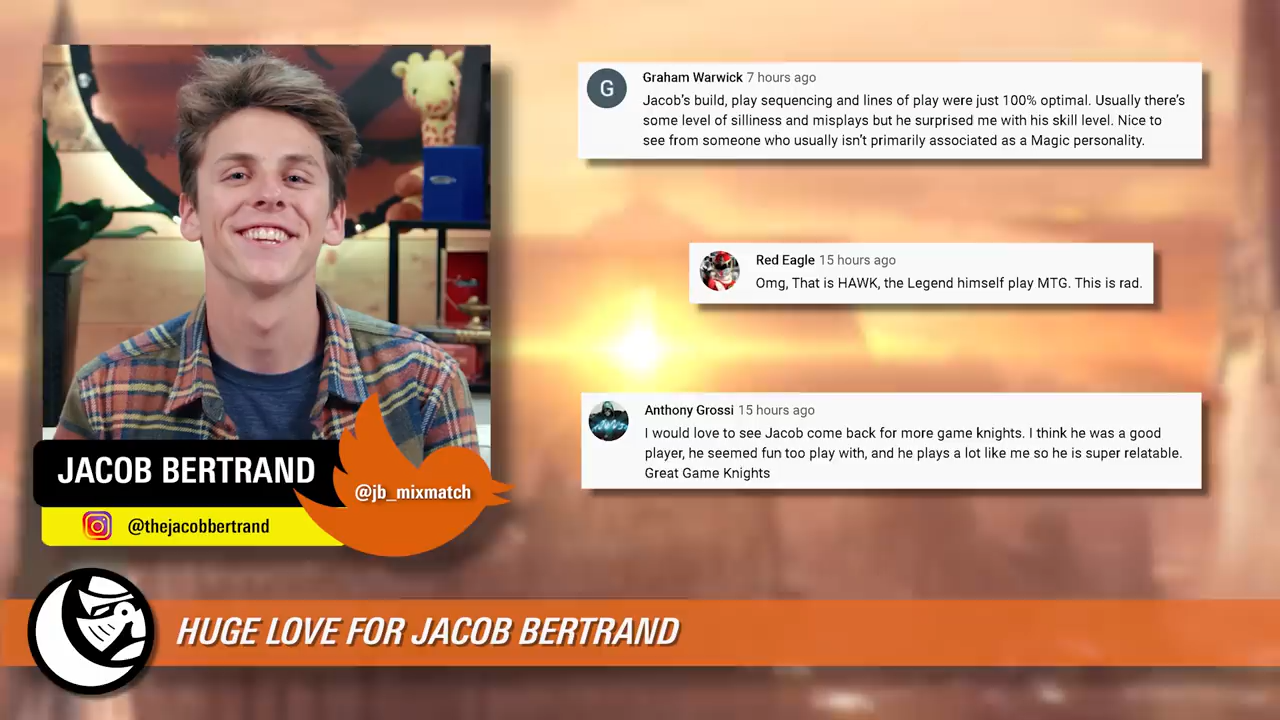 G
Graham Warwick 7 hours ago
Jacob's build, play sequencing and lines of play were just 100% optimal. Usually there's
some level of silliness and misplays but he surprised me with his skill level. Nice to
see from someone who usually isn't primarily associated as a Magic personality.
Red Eagle 15 hours ago
Omg, That is HAWK, the Legend himself play MTG. This is rad.
Anthony Grossi 15 hours ago
I would love to see Jacob come back for more game knights. I think he was a good
player, he seemed fun too play with, and he plays a lot like me so he is super relatable.
Great Game Knights
JACOB BERTRAND
@jb_mixmatch
@thejacobbertrand
HUGE LOVE FOR JACOB BERTRAND